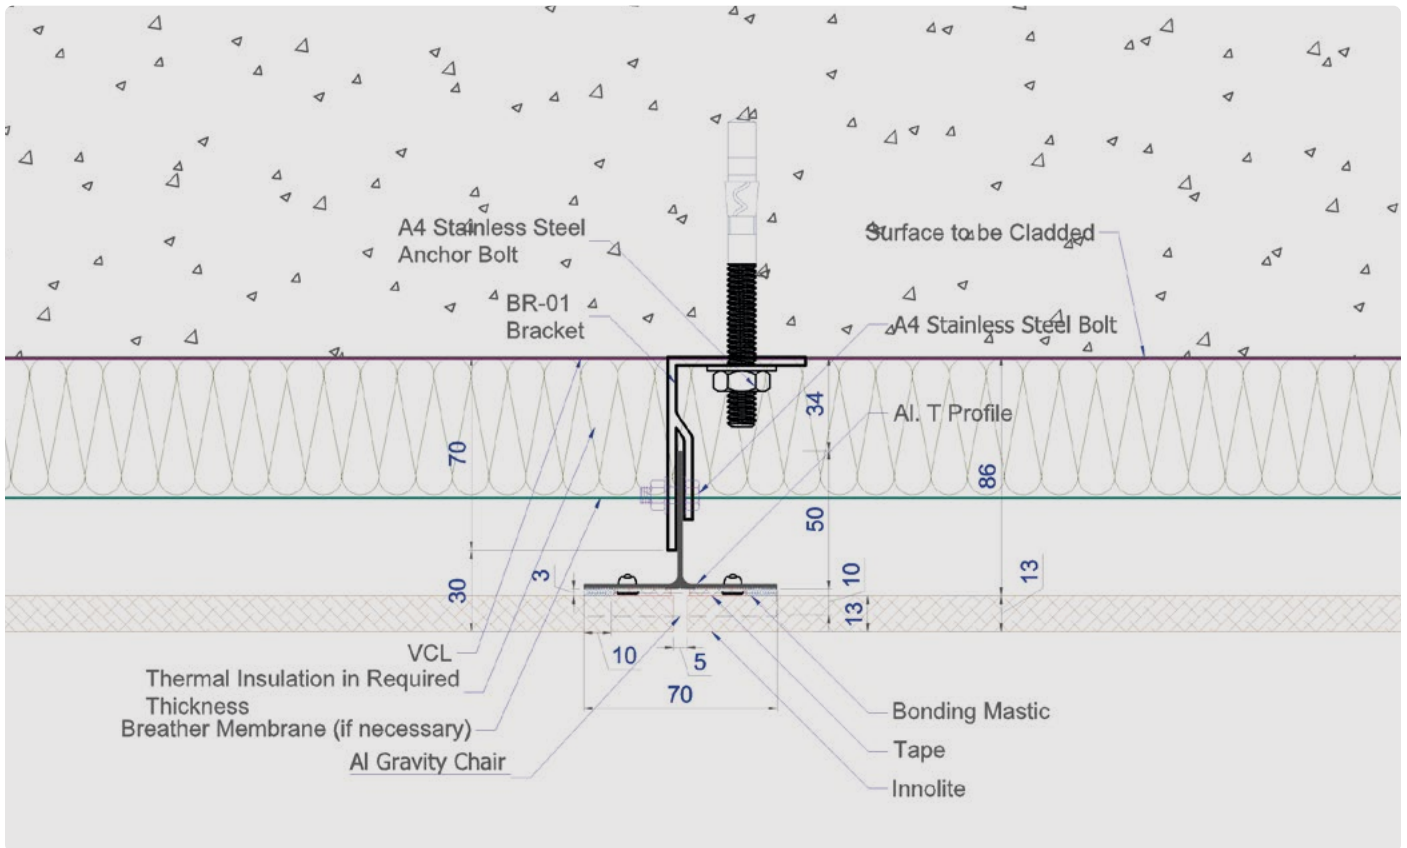 A4 Stainless Steel
Anchor Bolt
Surface to be Cladded
BR-01
Bracket
A4 Stainless Steel Bolt
34
Al. T Profile
70
86
50
3
10
13
30
13
10
5
VCL
70
Thermal Insulation in Required
Thickness
Breather Membrane (if necessary)
Al Gravity Chair
Bonding Mastic
Tape
Innolite